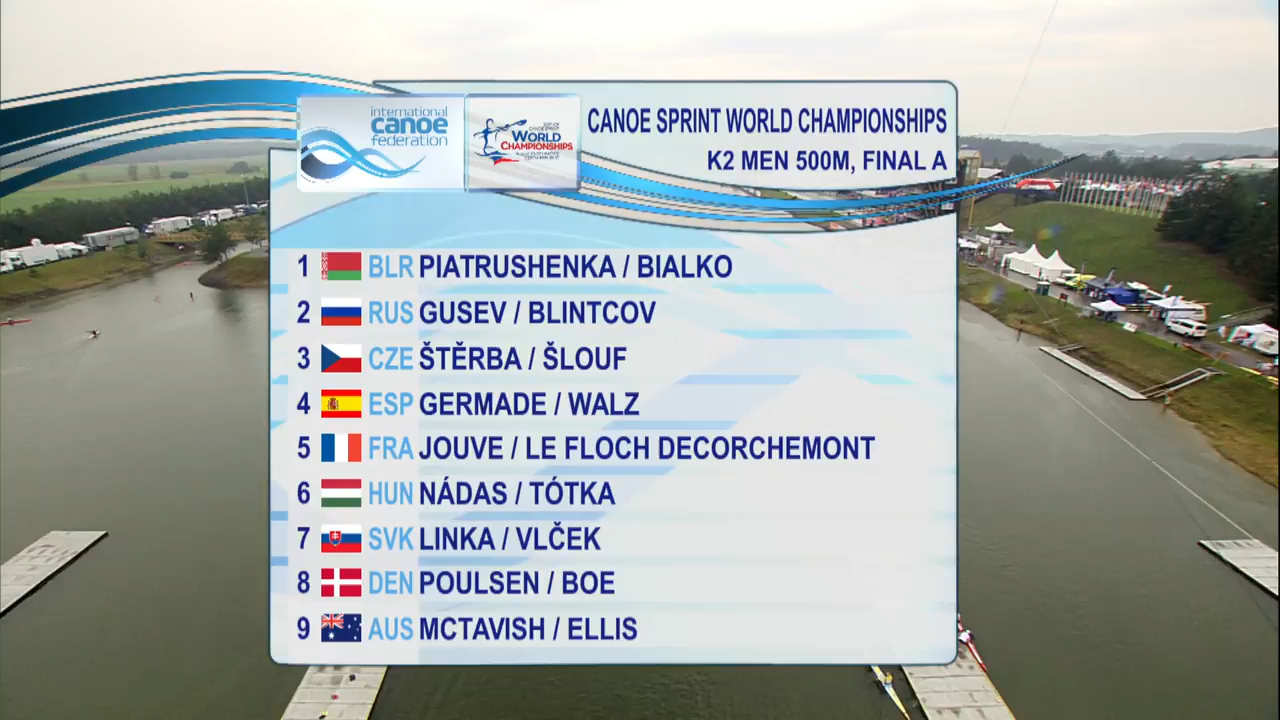 international
canoe
federation
CANOE SPRINT
WORLD
CHAMPIONSHIPS
CANOE SPRINT WORLD CHAMPIONSHIPS
K2 MEN 500M, FINAL A
1 BLR PIATRUSHENKA / BIALKO
2 RUS GUSEV / BLINTCOV
3 CZE ŠTĚRBA / ŠLOUF
4 ESP GERMADE / WALZ
5 FRA JOUVE / LE FLOCH DECORCHEMONT
6 HUN NÁDAS / TÓTKA
7 SVK LINKA / VLČEK
8 DEN POULSEN / BOE
9 AUS MCTAVISH / ELLIS